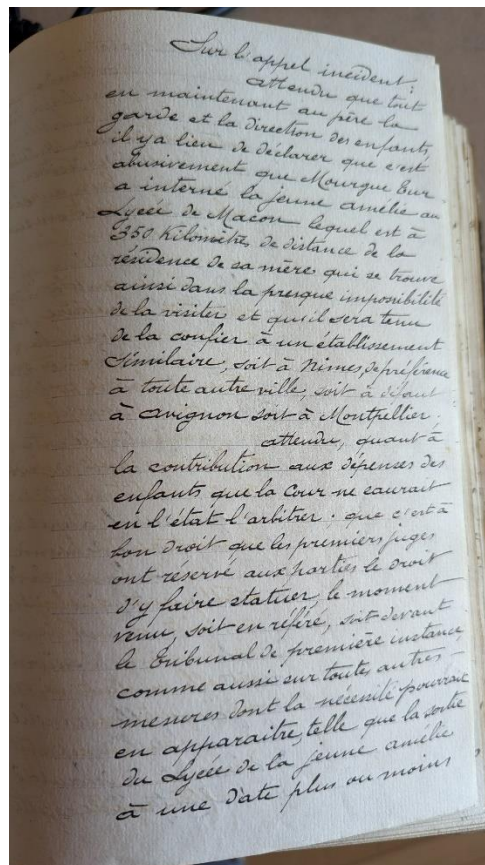 Sur l'appel incident :
attendu que tout
en maintenant au père la
garde et la direction des enfants,
il y a lieu de déclarer que c'est
abusivement que Mourgue Eur
a interné la jeune amélie au
Lycée de Macon lequel est à
350 Kilomètres de distance de la
résidence de sa mère qui se trouve
ainsi dans la presque impossibilité
de la visiter et qu'il sera tenu
de la confier à un établissement
similaire, soit à Nimes, de préférence
à toute autre ville, soit à défaut
à avignon soit à Montpellier.
attendu, quant à
la contribution aux dépenses des
enfants que la Cour ne saurait
en l'état l'arbitrer ; que c'est à
bon droit que les premiers juges
ont réservé aux parties le droit
d'y faire statuer, le moment
venu, soit en référé, soit devant
le tribunal de première instance
comme aussi sur toutes autres
mesures dont la nécessité pourrait
en apparaitre, telle que la sortie
du Lycée de la jeune amélie
à une date plus ou moins